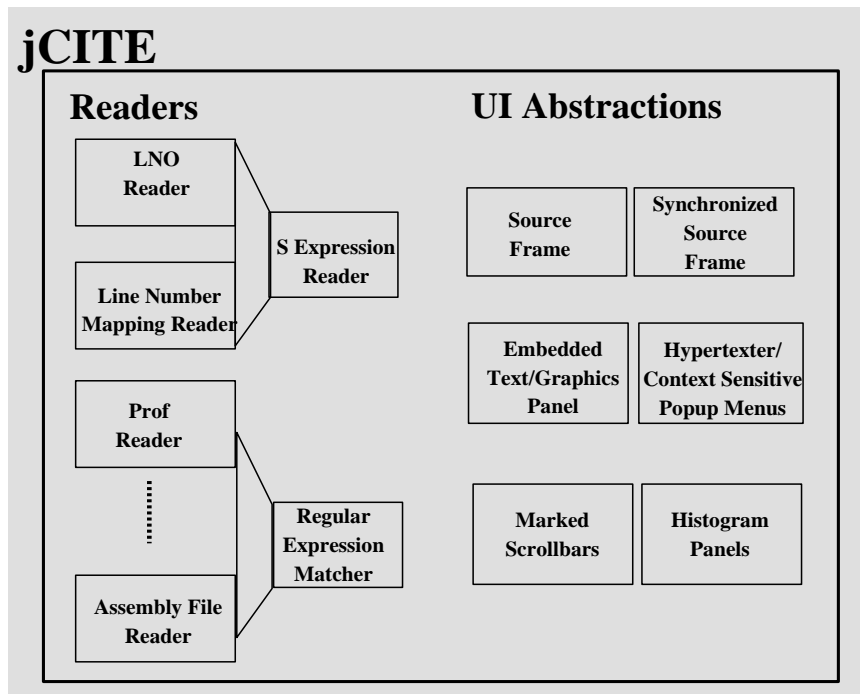 jCITE
Readers
LNO
Reader
S Expression
Reader
Line Number
Mapping Reader
Prof
Reader
Regular
Expression
Matcher
Assembly File
Reader
UI Abstractions
Source
Frame
Synchronized
Source
Frame
Embedded
Text/Graphics
Panel
Hypertexter/
Context Sensitive
Popup Menus
Marked
Scrollbars
Histogram
Panels